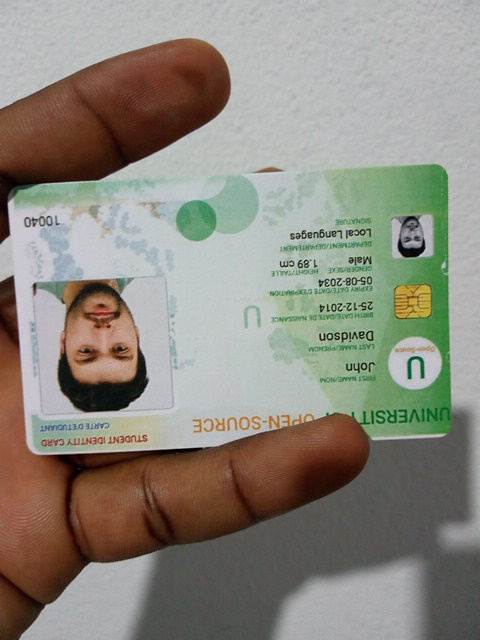 UNIVERSITY OPEN-SOURCE
STUDENT IDENTITY CARD
CARTE D'ETUDIANT
U
Open-Source
FIRST NAME/NOM
John
LAST NAME/PRENOM
Davidson
BIRTH DATE/DATE DE NAISSANCE
25-12-2014
EXPIRY DATE/DATE D'EXPIRATION
05-08-2034
GENDER/SEXE HEIGHT/TAILLE
Male 1.89 cm
DEPARTMENT/DEPARTEMENT
Local Languages
SIGNATURE
U
10040